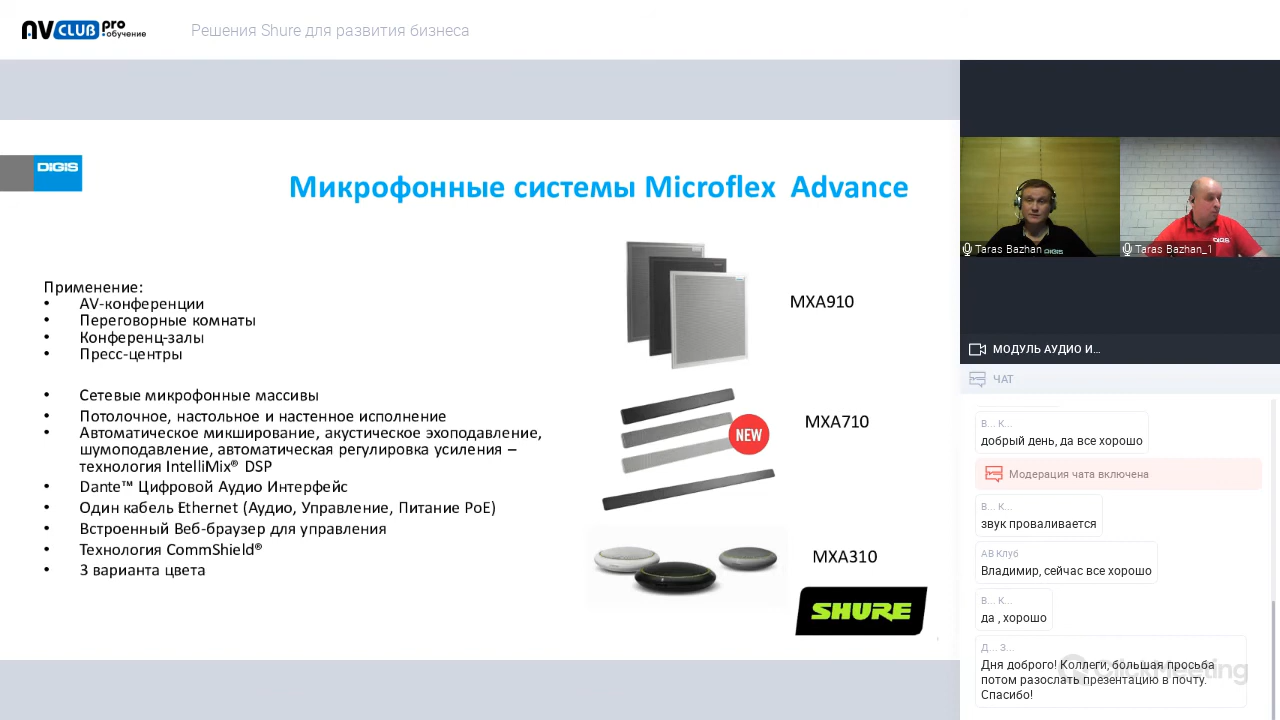 AVCLUB pro
•обучение
Решения Shure для развития бизнеса
DIGIS
Микрофонные системы Microflex Advance
Применение:
• AV-конференции
• Переговорные комнаты
• Конференц-залы
• Пресс-центры
• Сетевые микрофонные массивы
• Потолочное, настольное и настенное исполнение
• Автоматическое микширование, акустическое эхоподавление,
шумоподавление, автоматическая регулировка усиления –
технология IntelliMix® DSP
• Dante™ Цифровой Аудио Интерфейс
• Один кабель Ethernet (Аудио, Управление, Питание PoE)
• Встроенный Веб-браузер для управления
• Технология CommShield®
• 3 варианта цвета
MXA910
MXA710
NEW
MXA310
SHURE
Taras Bazhan
DIGIS
Taras Bazhan_1
DIGIS
МОДУЛЬ АУДИО И...
ЧАТ
В... К...
добрый день, да все хорошо
Модерация чата включена
В... К...
звук проваливается
АВ Клуб
Владимир, сейчас все хорошо
В... К...
да , хорошо
Д... З...
Дня доброго! Коллеги, большая просьба
потом разослать презентацию в почту.
Спасибо!
ClickMeeting